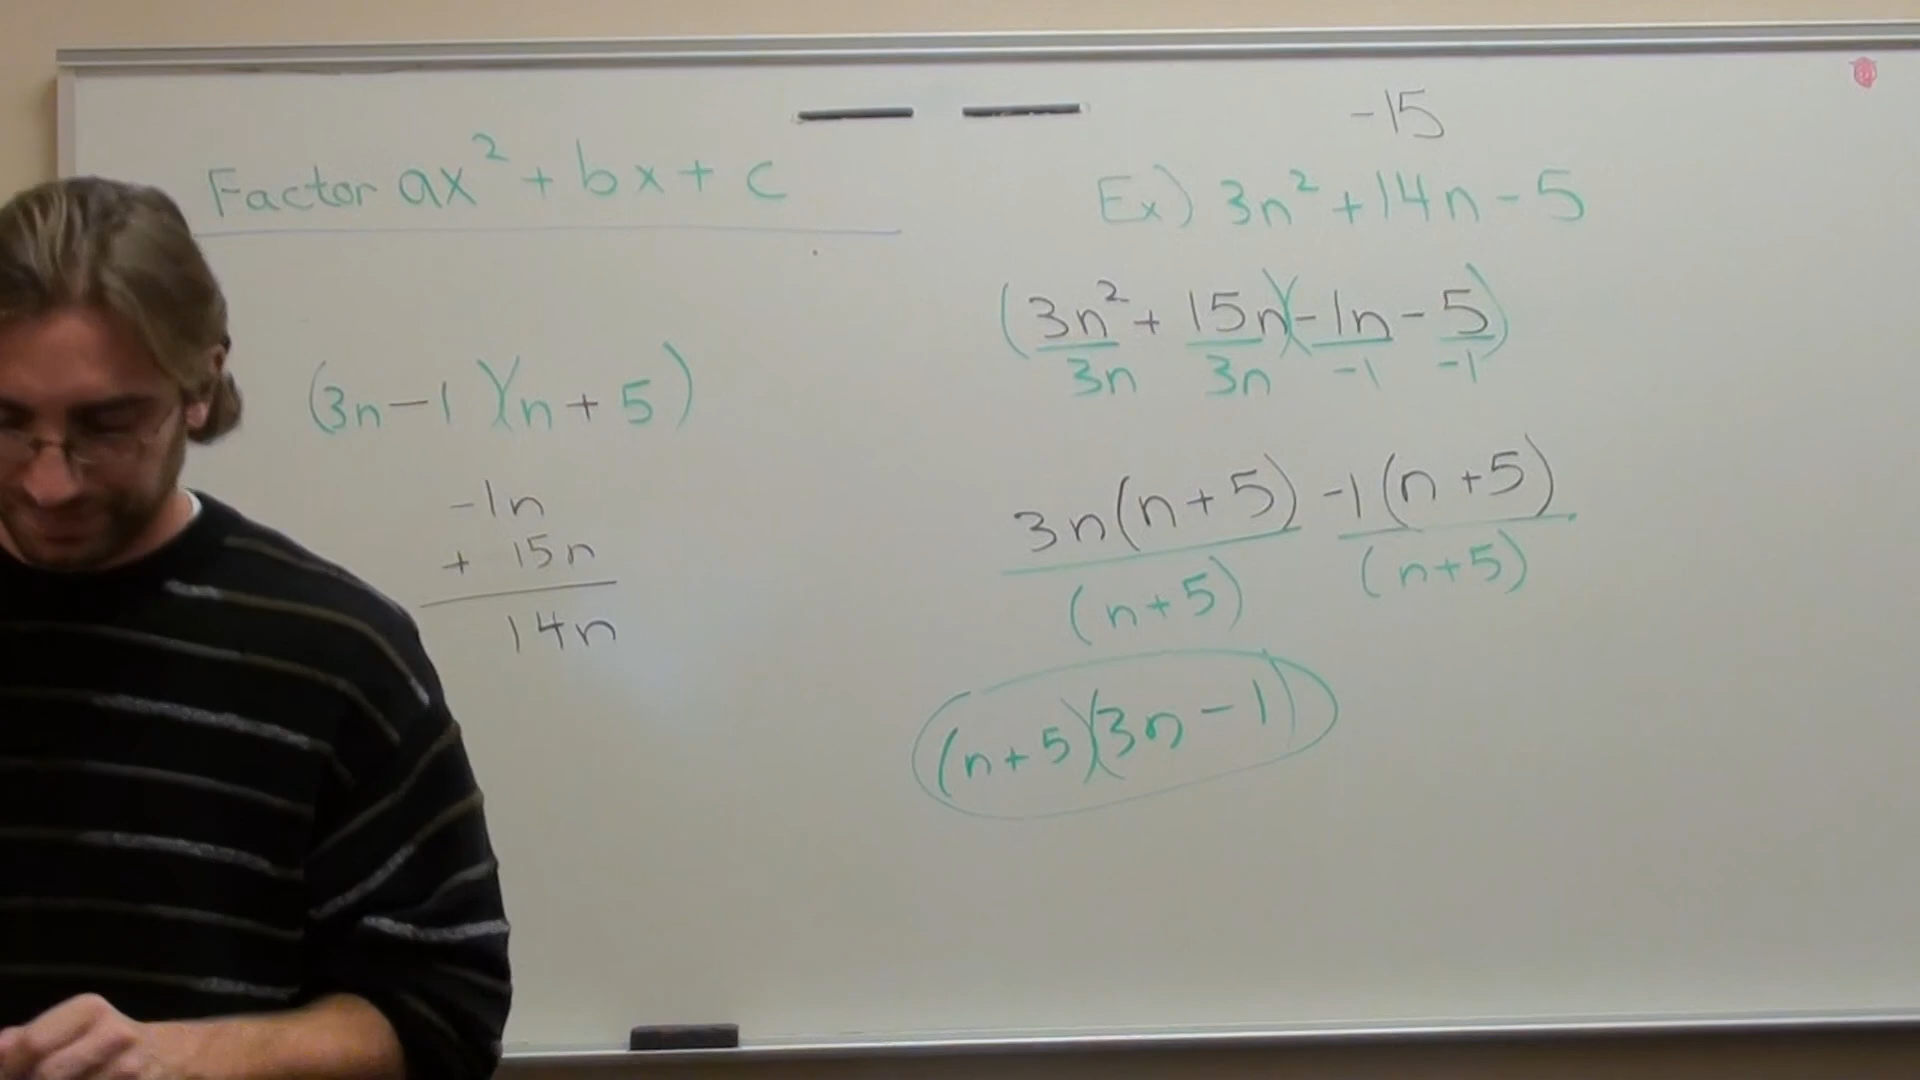 Factor ax² + bx + c
(3n - 1)(n + 5)
-1n
+ 15n
14n
-15
Ex) 3n² + 14n - 5
(3n² + 15n)(-1n - 5)
3n 3n -1 -1
3n(n + 5) -1(n + 5)
(n + 5) (n + 5)
(n + 5)(3n - 1)